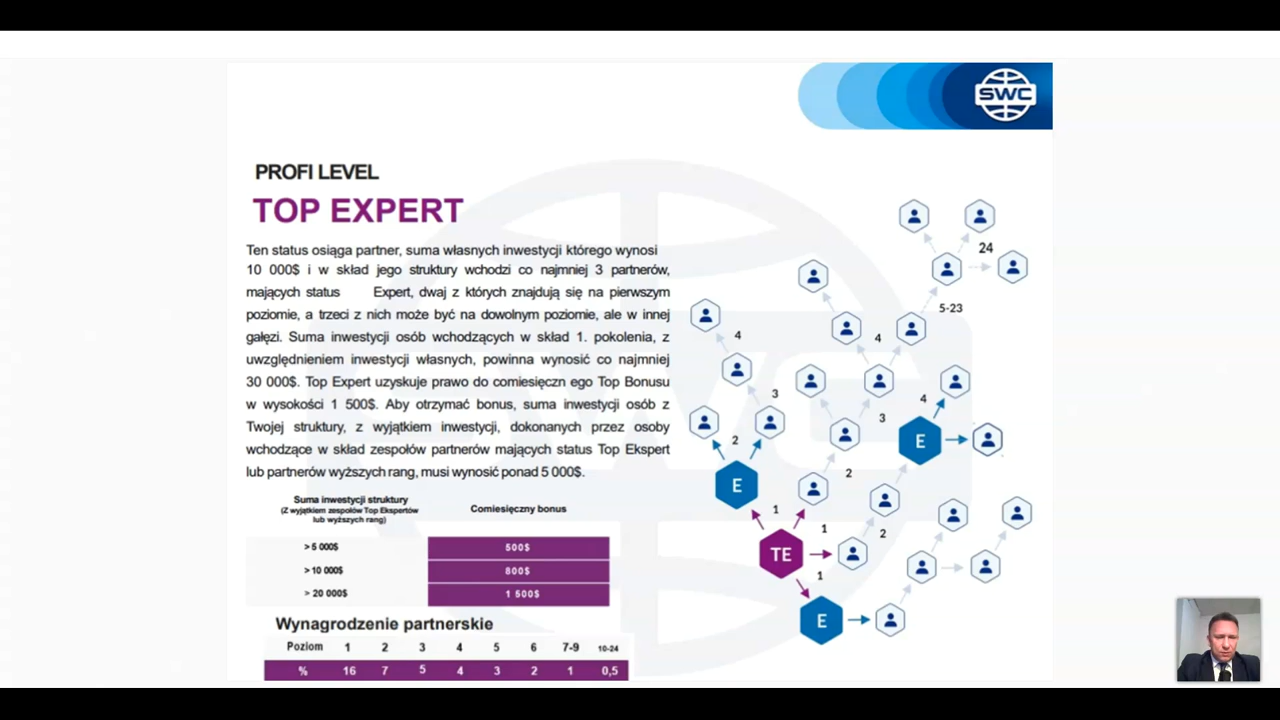 SWC
PROFI LEVEL
TOP EXPERT
Ten status osiąga partner, suma własnych inwestycji którego wynosi
10 000$ i w skład jego struktury wchodzi co najmniej 3 partnerów,
mających status Expert, dwaj z których znajdują się na pierwszym
poziomie, a trzeci z nich może być na dowolnym poziomie, ale w innej
gałęzi. Suma inwestycji osób wchodzących w skład 1. pokolenia, z
uwzględnieniem inwestycji własnych, powinna wynosić co najmniej
30 000$. Top Expert uzyskuje prawo do comiesięczn ego Top Bonusu
w wysokości 1 500$. Aby otrzymać bonus, suma inwestycji osób z
Twojej struktury, z wyjątkiem inwestycji, dokonanych przez osoby
wchodzące w skład zespołów partnerów mających status Top Ekspert
lub partnerów wyższych rang, musi wynosić ponad 5 000$.
Suma inwestycji struktury
(Z wyjątkiem zespołów Top Ekspertów
lub wyższych rang)
Comiesięczny bonus
> 5 000$ 500$
> 10 000$ 800$
> 20 000$ 1 500$
Wynagrodzenie partnerskie
Poziom 1 2 3 4 5 6 7-9 10-24
% 16 7 5 4 3 2 1 0,5
24
5-23
4
4
3
4
3
E
2
E
2
1
1
2
TE
1
E